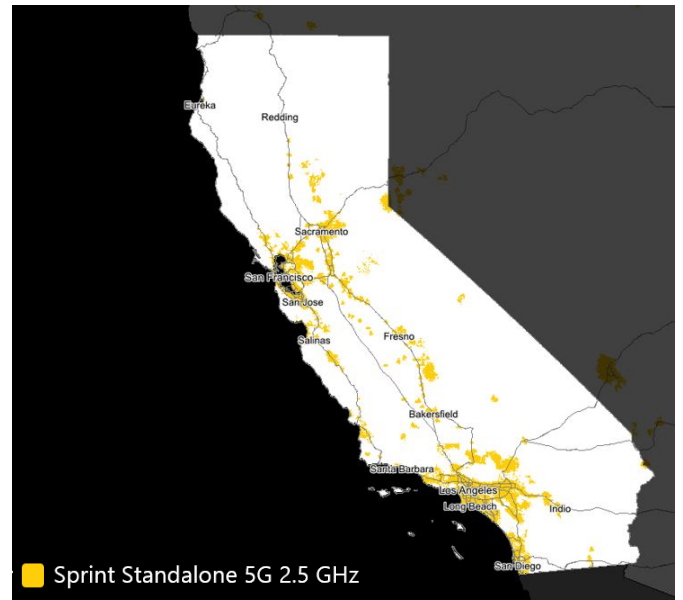 Eureka
Redding
Sacramento
San Francisco
San Jose
Salinas
Fresno
Bakersfield
Santa Barbara
Los Angeles
Long Beach
Indio
San Diego
Sprint Standalone 5G 2.5 GHz